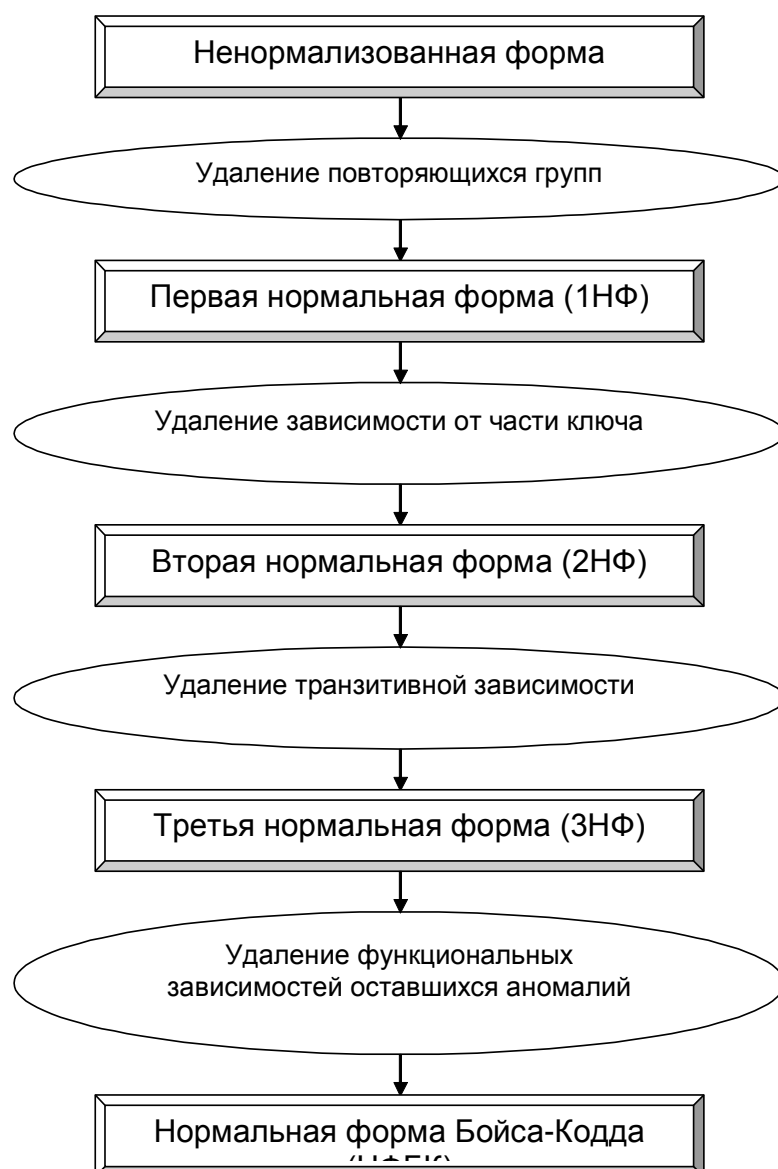 Ненормализованная форма
Удаление повторяющихся групп
Первая нормальная форма (1НФ)
Удаление зависимости от части ключа
Вторая нормальная форма (2НФ)
Удаление транзитивной зависимости
Третья нормальная форма (3НФ)
Удаление функциональных
зависимостей оставшихся аномалий
Нормальная форма Бойса-Кодда